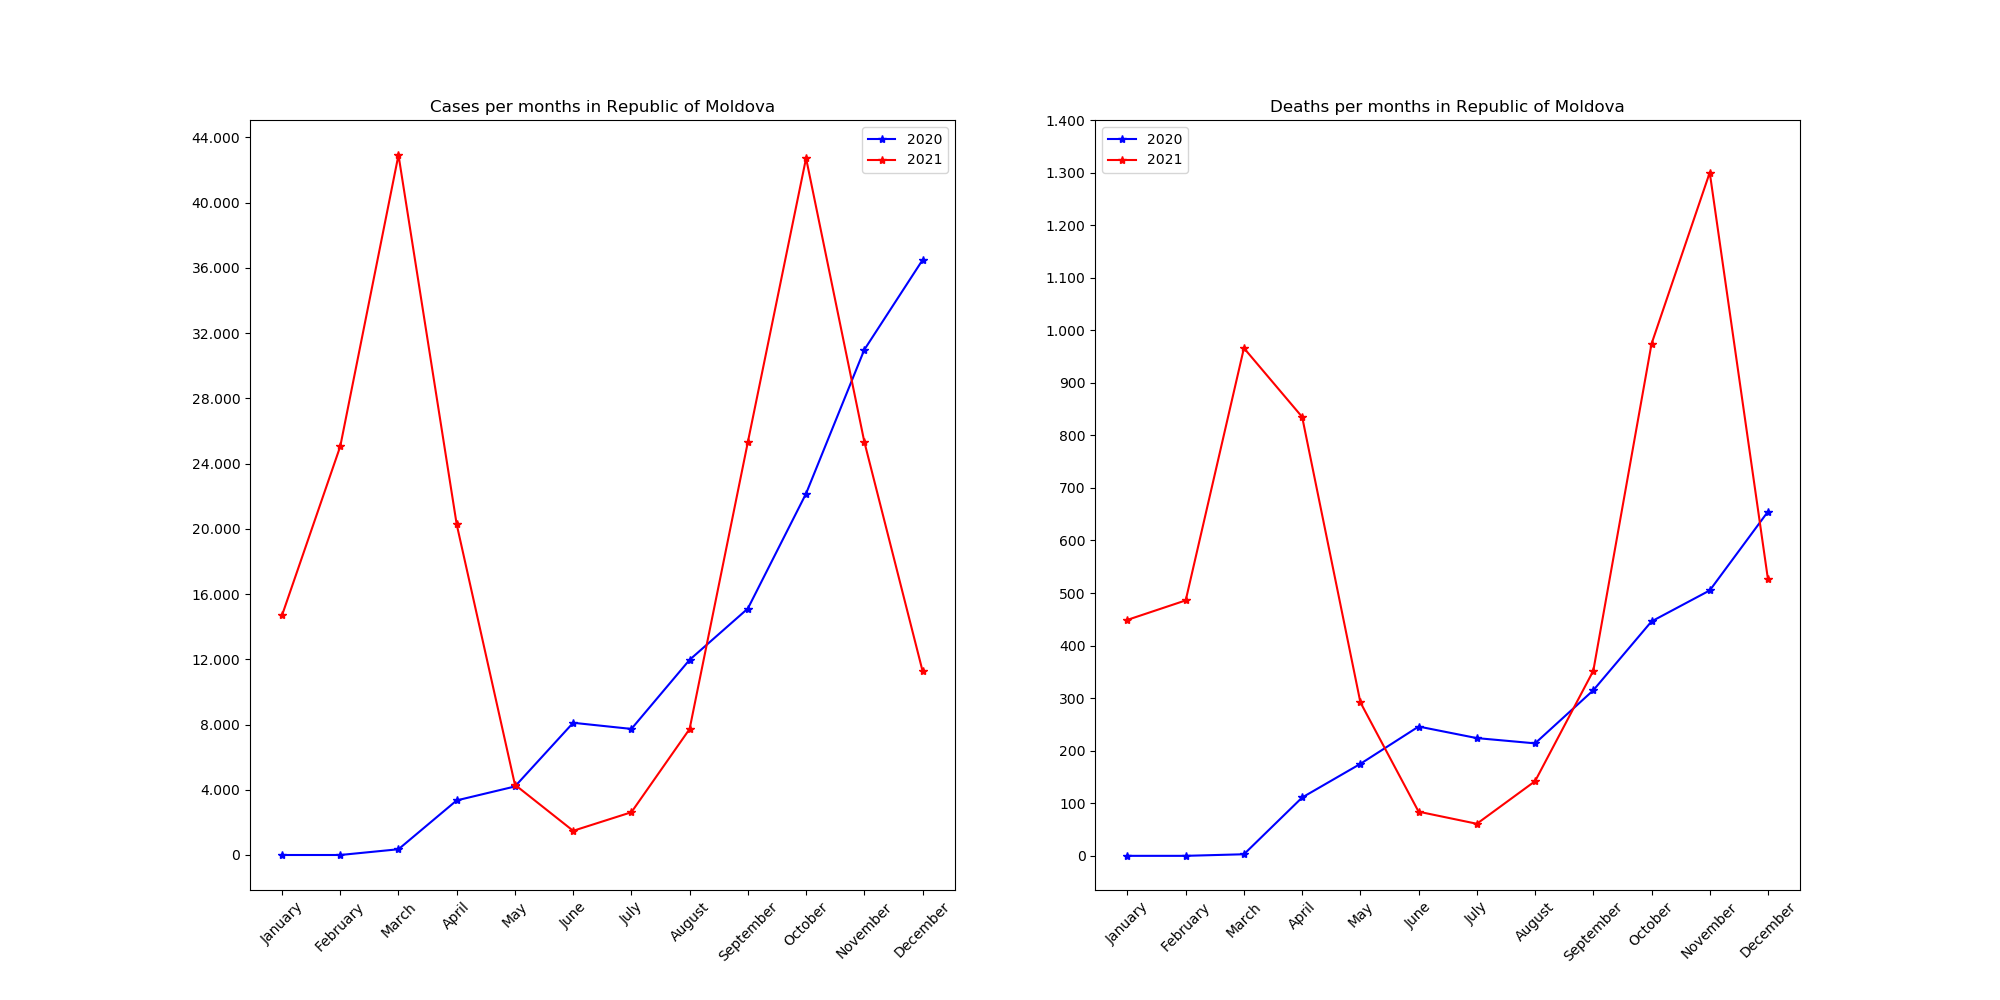 Cases per months in Republic of Moldova
44.000
40.000
36.000
32.000
28.000
24.000
20.000
16.000
12.000
8.000
4.000
0
2020
2021
January
February
March
April
May
June
July
August
September
October
November
December
Deaths per months in Republic of Moldova
1.400
1.300
1.200
1.100
1.000
900
800
700
600
500
400
300
200
100
0
2020
2021
January
February
March
April
May
June
July
August
September
October
November
December